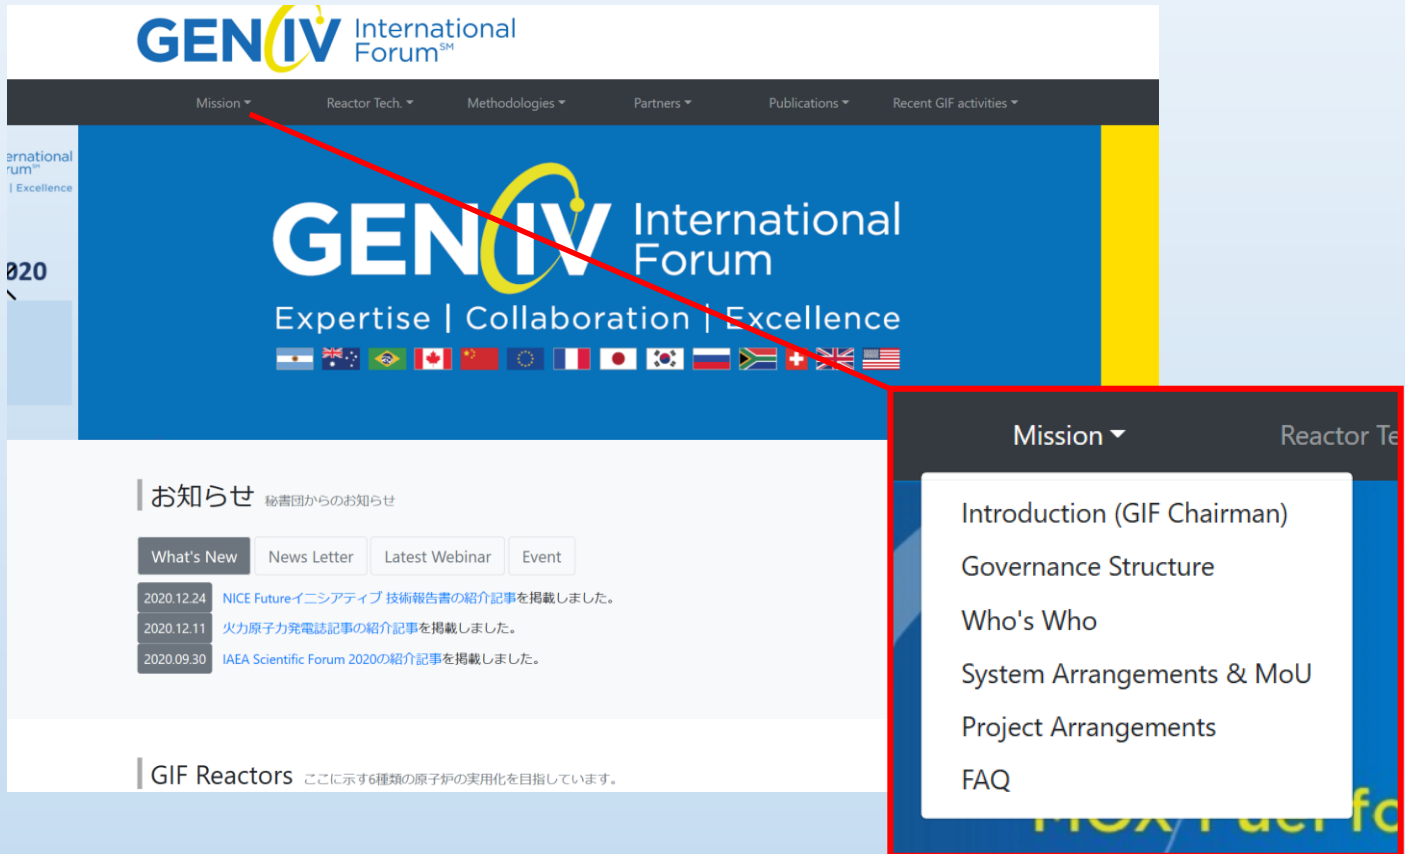 GENIV International
Forum℠
Mission Reactor Tech. Methodologies Partners Publications Recent GIF activities
ernational
rum℠
| Excellence
020
GENIV International
Forum
Expertise | Collaboration | Excellence
お知らせ 秘書団からのお知らせ
What's New News Letter Latest Webinar Event
2020.12.24 NICE Futureイニシアティブ 技術報告書の紹介記事を掲載しました。
2020.12.11 火力原子力発電誌記事の紹介記事を掲載しました。
2020.09.30 IAEA Scientific Forum 2020の紹介記事を掲載しました。
GIF Reactors ここに示す6種類の原子炉の実用化を目指しています。
Mission Reactor Te
Introduction (GIF Chairman)
Governance Structure
Who's Who
System Arrangements & MoU
Project Arrangements
FAQ